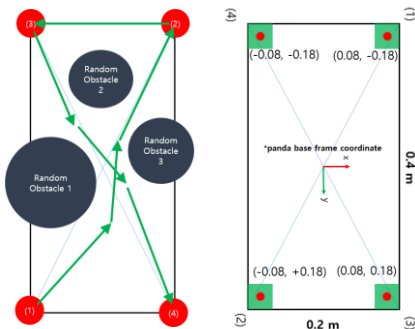 (3)
(2)
Random
Obstacle
2
Random
Obstacle
3
Random
Obstacle 1
(1)
(4)
(4)
(1)
(-0.08, -0.18)
(0.08, -0.18)
*panda base frame coordinate
x
y
0.4 m
(-0.08, +0.18)
(0.08, 0.18)
0.2 m
(2)
(3)